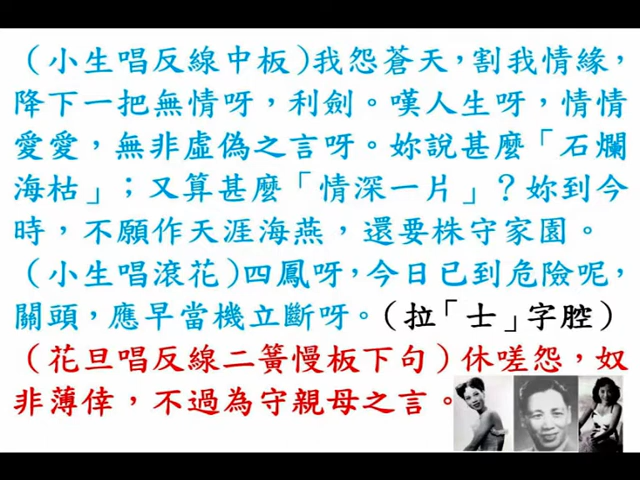 (小生唱反線中板)我怨蒼天，割我情緣，
降下一把無情呀，利劍。嘆人生呀，情情
愛愛，無非虛偽之言呀。妳說甚麼「石爛
海枯」；又算甚麼「情深一片」？妳到今
時，不願作天涯海燕，還要株守家園。
(小生唱滾花)四鳳呀，今日已到危險呢，
關頭，應早當機立斷呀。(拉「士」字腔)
(花旦唱反線二簧慢板下句)休嗟怨，奴
非薄倖，不過為守親母之言。